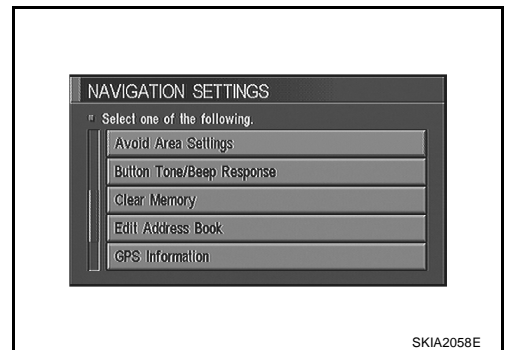 NAVIGATION SETTINGS
Select one of the following.
Avoid Area Settings
Button Tone/Beep Response
Clear Memory
Edit Address Book
GPS Information
SKIA2058E